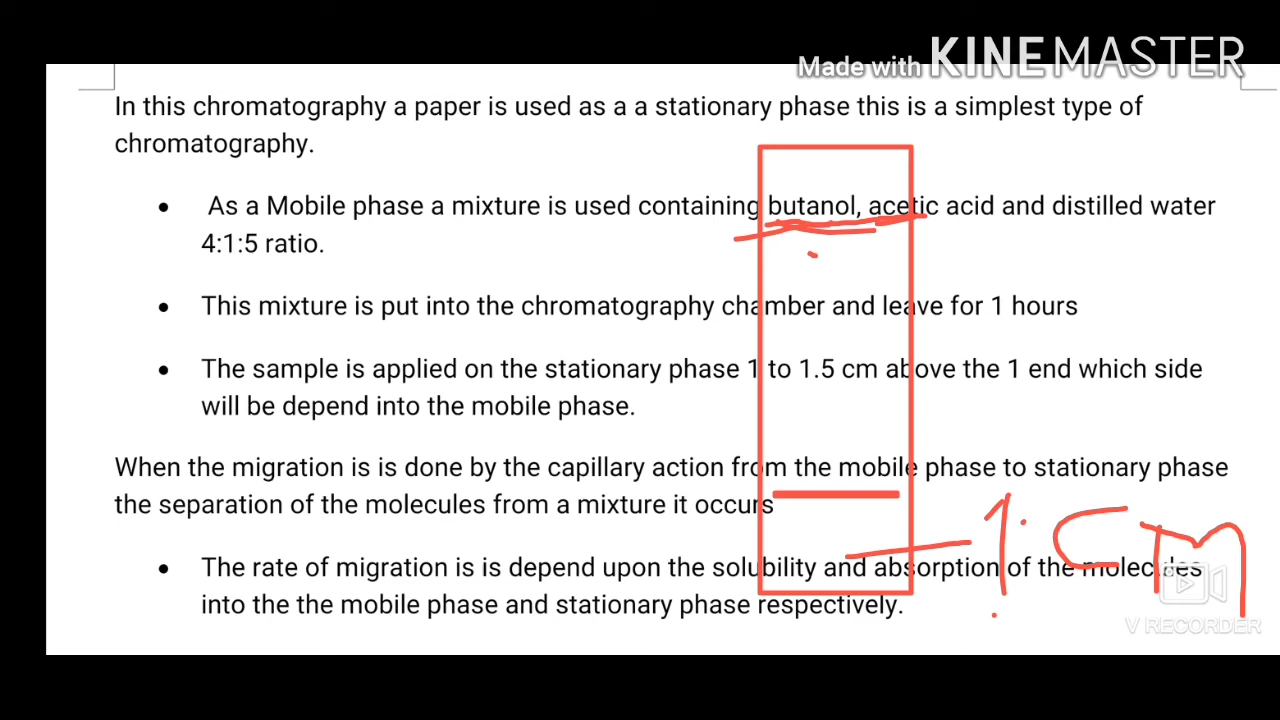 Made with KINEMASTER
In this chromatography a paper is used as a a stationary phase this is a simplest type of
chromatography.
• As a Mobile phase a mixture is used containing butanol, acetic acid and distilled water
4:1:5 ratio.
• This mixture is put into the chromatography chamber and leave for 1 hours
• The sample is applied on the stationary phase 1 to 1.5 cm above the 1 end which side
will be depend into the mobile phase.
When the migration is is done by the capillary action from the mobile phase to stationary phase
the separation of the molecules from a mixture it occurs
1 cm
• The rate of migration is is depend upon the solubility and absorption of the molecules
into the the mobile phase and stationary phase respectively.
V RECORDER